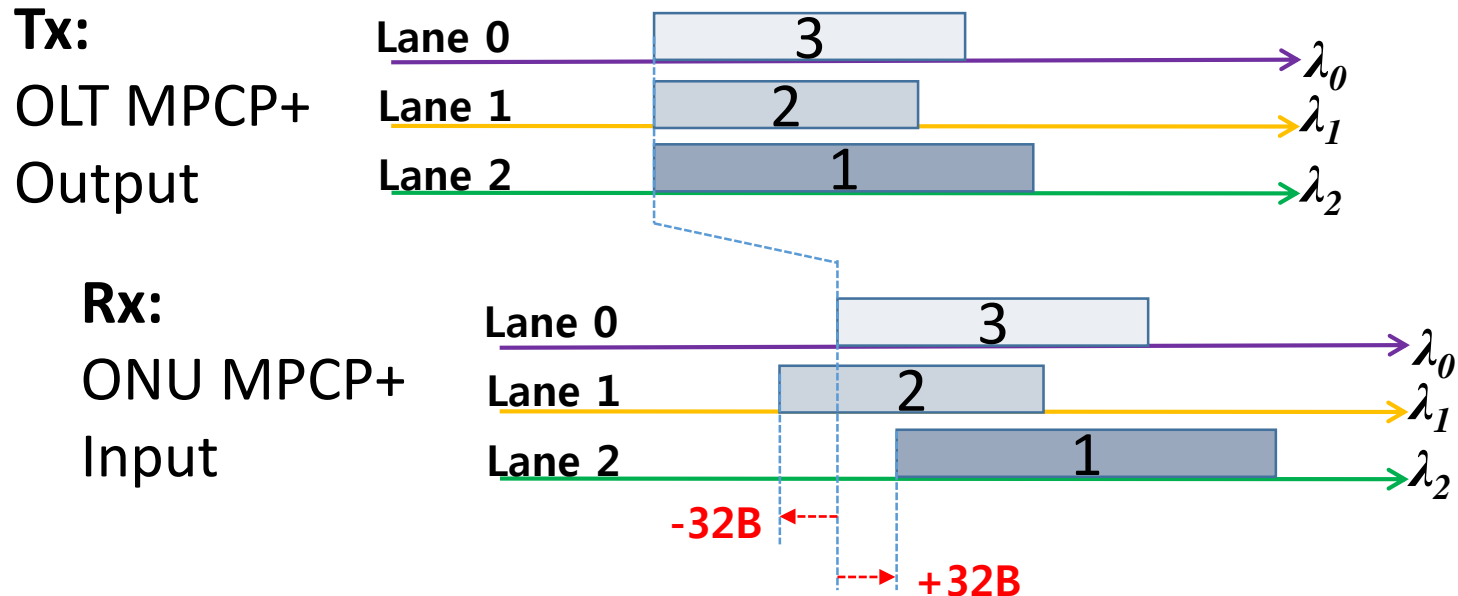 Tx:
OLT MPCP+
Output
Lane 0 3 λ0
Lane 1 2 λ1
Lane 2 1 λ2
Rx:
ONU MPCP+
Input
Lane 0 3 λ0
Lane 1 2 λ1
Lane 2 1 λ2
-32B
+32B